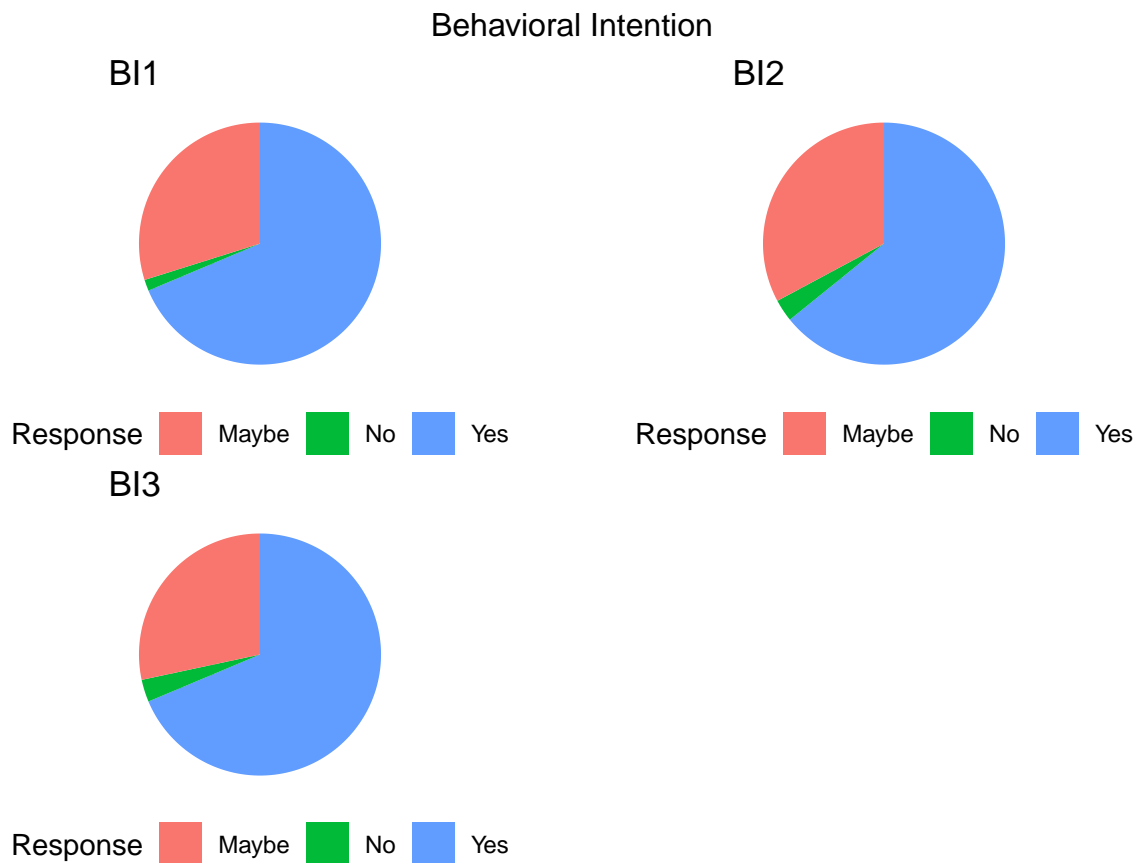 Behavioral Intention
BI1
BI2
Response Maybe No Yes
Response Maybe No Yes
BI3
Response Maybe No Yes